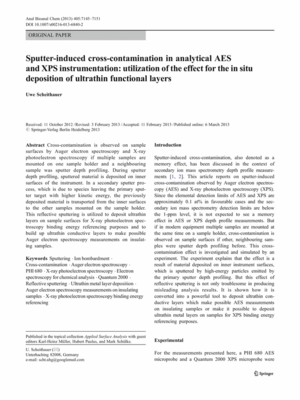 Anal Bioanal Chem (2013) 405:7145–7151
DOI 10.1007/s00216-013-6840-2
ORIGINAL PAPER
Sputter-induced cross-contamination in analytical AES
and XPS instrumentation: utilization of the effect for the in situ
deposition of ultrathin functional layers
Uwe Scheithauer
Received: 11 October 2012 / Revised: 3 February 2013 / Accepted: 11 February 2013 / Published online: 6 March 2013
© Springer-Verlag Berlin Heidelberg 2013
Abstract Cross-contamination is observed on sample
surfaces by Auger electron spectroscopy and X-ray
photoelectron spectroscopy if multiple samples are
mounted on one sample holder and a neighbouring
sample was sputter depth profiled. During sputter
depth profiling, sputtered material is deposited on inner
surfaces of the instrument. In a secondary sputter pro-
cess, which is due to species leaving the primary sput-
ter target with higher kinetic energy, the previously
deposited material is transported from the inner surfaces
to the other samples mounted on the sample holder.
This reflective sputtering is utilized to deposit ultrathin
layers on sample surfaces for X-ray photoelectron spec-
troscopy binding energy referencing purposes and to
build up ultrathin conductive layers to make possible
Auger electron spectroscopy measurements on insulat-
ing samples.
Keywords Sputtering · Ion bombardment ·
Cross-contamination · Auger electron spectroscopy ·
PHI 680 · X-ray photoelectron spectroscopy · Electron
spectroscopy for chemical analysis · Quantum 2000 ·
Reflective sputtering · Ultrathin metal layer deposition ·
Auger electron spectroscopy measurements on insulating
samples · X-ray photoelectron spectroscopy binding energy
referencing
Published in the topical collection Applied Surface Analysis with guest
editors Karl-Heinz Müller, Hubert Paulus, and Mark Schülke.
U. Scheithauer
Unterhaching 82008, Germany
Introduction
Sputter-induced cross-contamination, also denoted as a
memory effect, has been discussed in the context of
secondary ion mass spectrometry depth profile measure-
ments [1, 2]. This article reports on sputter-induced
cross-contamination observed by Auger electron spectros-
copy (AES) and X-ray photoelectron spectroscopy (XPS).
Since the elemental detection limits of AES and XPS are
approximately 0.1 at% in favourable cases and the sec-
ondary ion mass spectrometry detection limits are below
the 1-ppm level, it is not expected to see a memory
effect in AES or XPS depth profile measurements. But
if in modern equipment multiple samples are mounted at
the same time on a sample holder, cross-contamination is
observed on sample surfaces if other, neighbouring sam-
ples were sputter depth profiled before. This cross-
contamination effect is investigated and simulated by an
experiment. The experiment explains that the effect is a
result of material deposited on inner instrument surfaces,
which is sputtered by high-energy particles emitted by
the primary sputter depth profiling. But this effect of
reflective sputtering is not only troublesome in producing
misleading analysis results. It is shown how it is
converted into a powerful tool to deposit ultrathin con-
ductive layers which make possible AES measurements
on insulating samples or make it possible to deposit
ultrathin metal layers on samples for XPS binding energy
referencing purposes.
Experimental
For the measurements presented here, a PHI 680 AES
microprobe and a Quantum 2000 XPS microprobe were